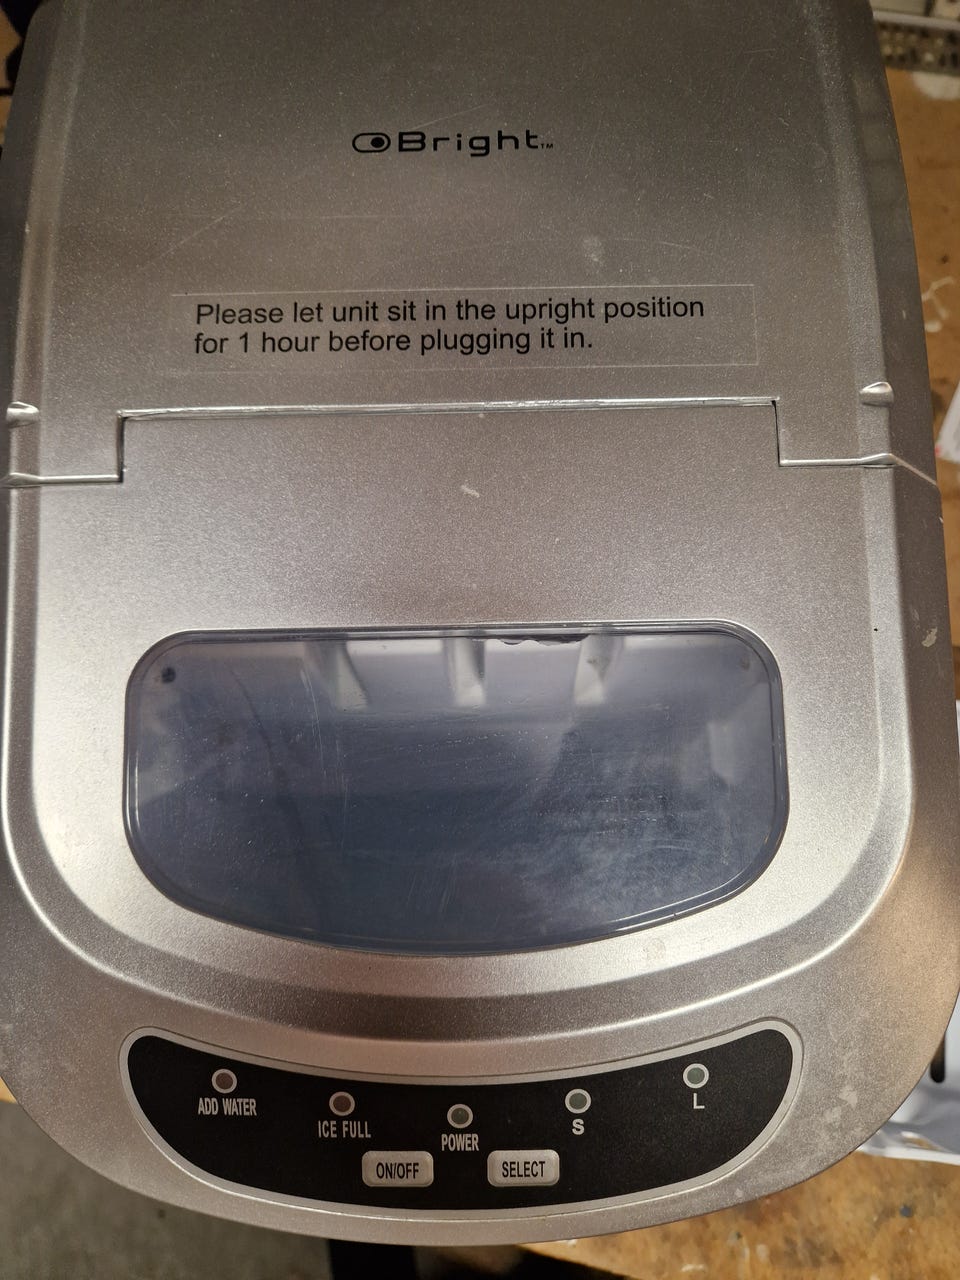 Bright™
Please let unit sit in the upright position
for 1 hour before plugging it in.
ADD WATER
ICE FULL
POWER
S
L
ON/OFF
SELECT